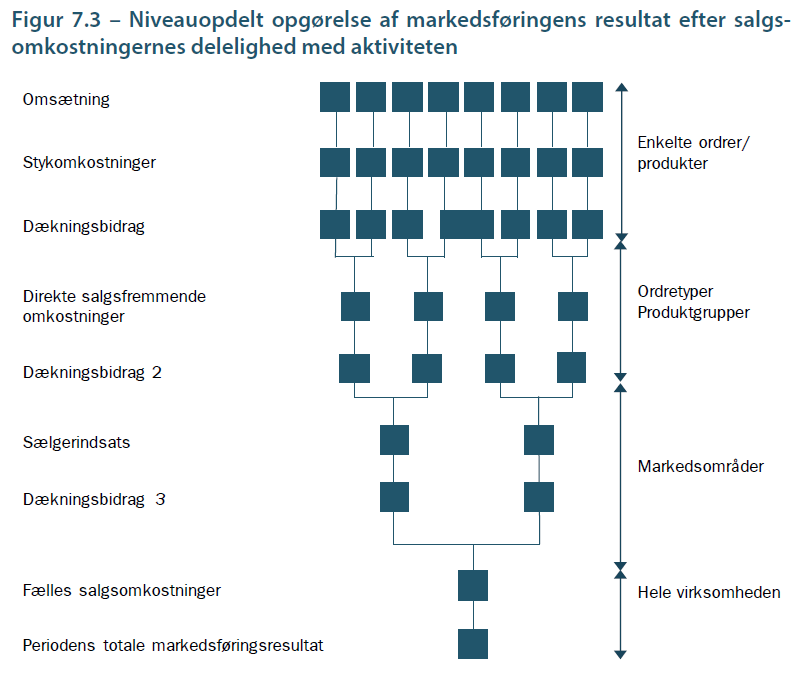 Figur 7.3 – Niveauopdelt opgørelse af markedsføringens resultat efter salgs-
omkostningernes delelighed med aktiviteten
Omsætning
Enkelte ordrer/
produkter
Stykomkostninger
Dækningsbidrag
Direkte salgsfremmende
omkostninger
Ordretyper
Produktgrupper
Dækningsbidrag 2
Sælgerindsats
Markedsområder
Dækningsbidrag 3
Fælles salgsomkostninger
Hele virksomheden
Periodens totale markedsføringsresultat